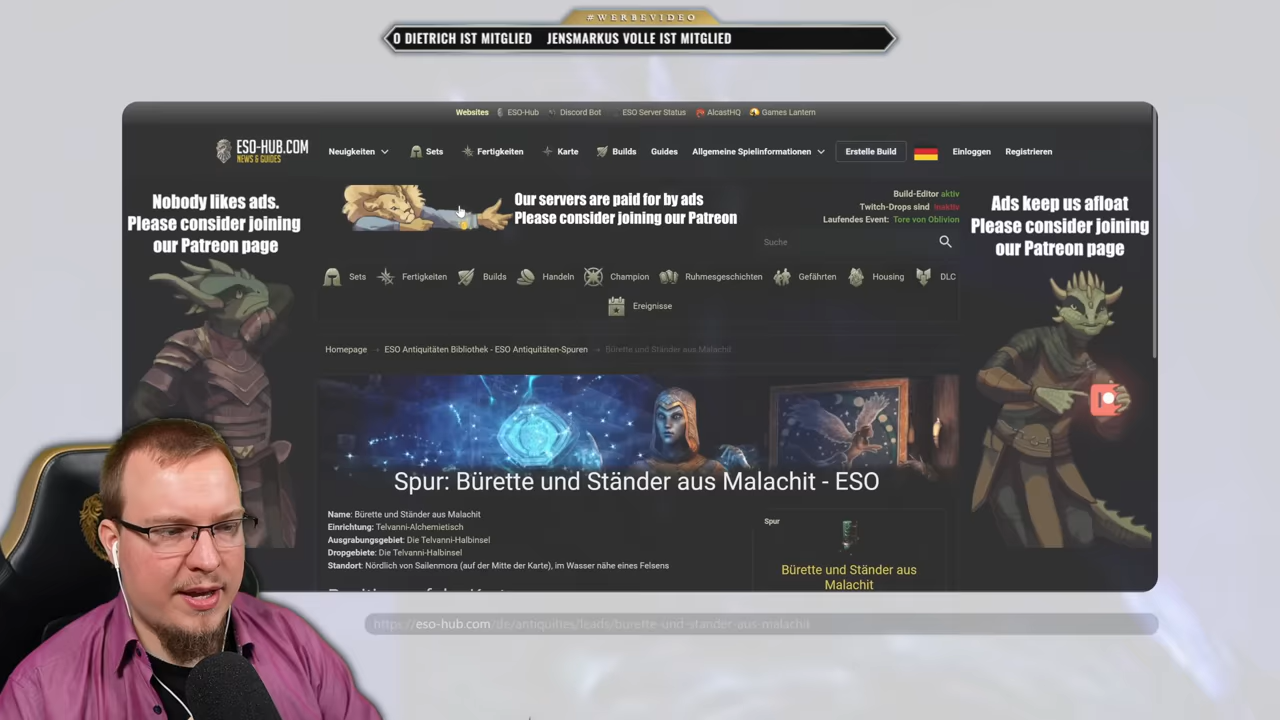 #WERBEVIDEO
O DIETRICH IST MITGLIED JENSMARKUS VOLLE IST MITGLIED
Websites ESO-Hub Discord Bot ESO Server Status AlcastHQ Games Lantern
ESO-HUB.COM
NEWS & GUIDES
Neuigkeiten Sets Fertigkeiten Karte Builds Guides Allgemeine Spielinformationen Erstelle Build Einloggen Registrieren
Nobody likes ads.
Please consider joining
our Patreon page
Our servers are paid for by ads
Please consider joining our Patreon
Build-Editor aktiv
Twitch-Drops sind inaktiv
Laufendes Event: Tore von Oblivion
Ads keep us afloat
Please consider joining
our Patreon page
Suche
Sets Fertigkeiten Builds Handeln Champion Ruhmesgeschichten Gefährten Housing DLC
Ereignisse
Homepage → ESO Antiquitäten Bibliothek - ESO Antiquitäten-Spuren → Bürette und Ständer aus Malachit
Spur: Bürette und Ständer aus Malachit - ESO
Name: Bürette und Ständer aus Malachit
Einrichtung: Telvanni-Alchemietisch
Ausgrabungsgebiet: Die Telvanni-Halbinsel
Dropgebiete: Die Telvanni-Halbinsel
Standort: Nördlich von Sailenmora (auf der Mitte der Karte), im Wasser nähe eines Felsens
Spur
Bürette und Ständer aus
Malachit
https://eso-hub.com/de/antiquities/leads/burette-und-stander-aus-malachit